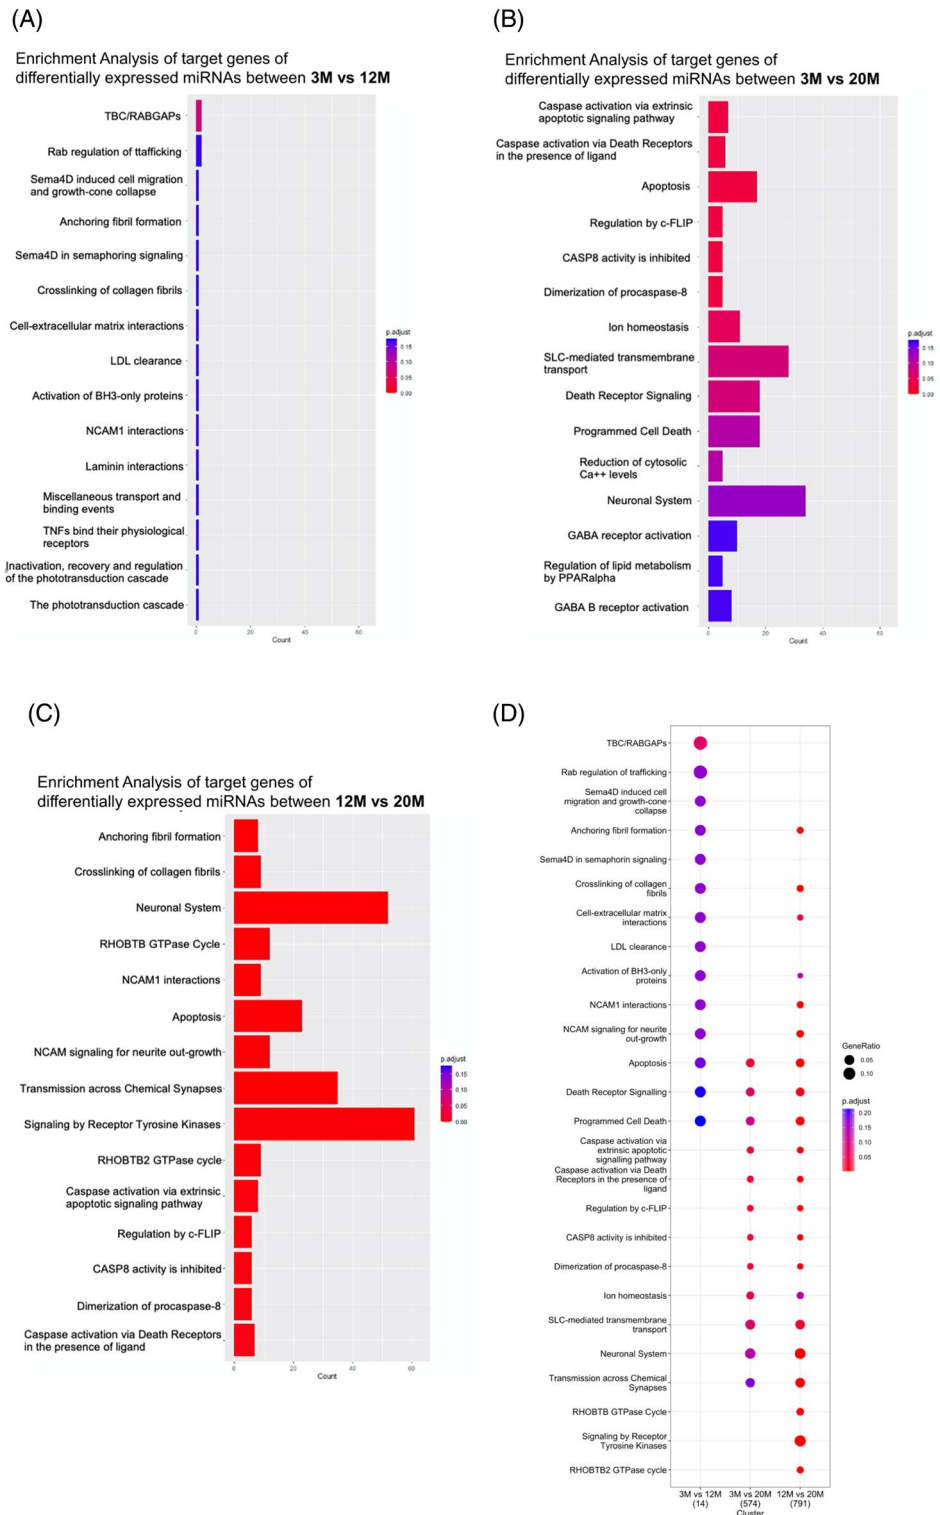 (A)
Enrichment Analysis of target genes of
differentially expressed miRNAs between 3M vs 12M
TBC/RABGAPs
Rab regulation of ttafficking
Sema4D induced cell migration
and growth-cone collapse
Anchoring fibril formation
Sema4D in semaphoring signaling
Crosslinking of collagen fibrils
Cell-extracellular matrix interactions
LDL clearance
Activation of BH3-only proteins
NCAM1 interactions
Laminin interactions
Miscellaneous transport and
binding events
TNFs bind their physiological
receptors
Inactivation, recovery and regulation
of the phototransduction cascade
The phototransduction cascade
0 20 40 60
Count
p.adjust
0.15
0.10
0.05
0.00
(B)
Enrichment Analysis of target genes of
differentially expressed miRNAs between 3M vs 20M
Caspase activation via extrinsic
apoptotic signaling pathway
Caspase activation via Death Receptors
in the presence of ligand
Apoptosis
Regulation by c-FLIP
CASP8 activity is inhibited
Dimerization of procaspase-8
Ion homeostasis
SLC-mediated transmembrane
transport
Death Receptor Signaling
Programmed Cell Death
Reduction of cytosolic
Ca++ levels
Neuronal System
GABA receptor activation
Regulation of lipid metabolism
by PPARalpha
GABA B receptor activation
0 20 40 60
Count
p.adjust
0.15
0.10
0.05
0.00
(C)
Enrichment Analysis of target genes of
differentially expressed miRNAs between 12M vs 20M
Anchoring fibril formation
Crosslinking of collagen fibrils
Neuronal System
RHOBTB GTPase Cycle
NCAM1 interactions
Apoptosis
NCAM signaling for neurite out-growth
Transmission across Chemical Synapses
Signaling by Receptor Tyrosine Kinases
RHOBTB2 GTPase cycle
Caspase activation via extrinsic
apoptotic signaling pathway
Regulation by c-FLIP
CASP8 activity is inhibited
Dimerization of procaspase-8
Caspase activation via Death Receptors
in the presence of ligand
0 20 40 60
Count
p.adjust
0.15
0.10
0.05
0.00
(D)
TBC/RABGAPs
Rab regulation of trafficking
Sema4D induced cell
migration and growth-cone
collapse
Anchoring fibril formation
Sema4D in semaphorin signaling
Crosslinking of collagen
fibrils
Cell-extracellular matrix
interactions
LDL clearance
Activation of BH3-only
proteins
NCAM1 interactions
NCAM signaling for neurite
out-growth
Apoptosis
Death Receptor Signalling
Programmed Cell Death
Caspase activation via
extrinsic apoptotic
signalling pathway
Caspase activation via Death
Receptors in the presence of
ligand
Regulation by c-FLIP
CASP8 activity is inhibited
Dimerization of procaspase-8
Ion homeostasis
SLC-mediated transmembrane
transport
Neuronal System
Transmission across Chemical
Synapses
RHOBTB GTPase Cycle
Signaling by Receptor
Tyrosine Kinases
RHOBTB2 GTPase cycle
3M vs 12M 3M vs 20M 12M vs 20M
(14) (574) (791)
Cluster
GeneRatio
0.05
0.10
p.adjust
0.20
0.15
0.10
0.05